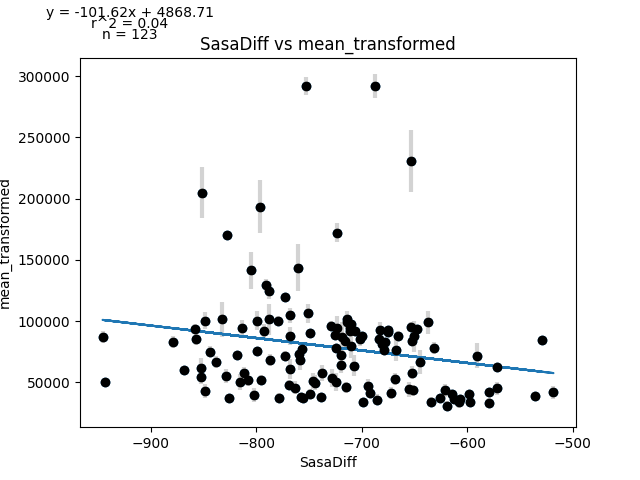 y = -101.62x + 4868.71
r^2 = 0.04
n = 123
SasaDiff vs mean_transformed
300000
250000
200000
150000
100000
50000
mean_transformed
−900
−800
−700
−600
−500
SasaDiff